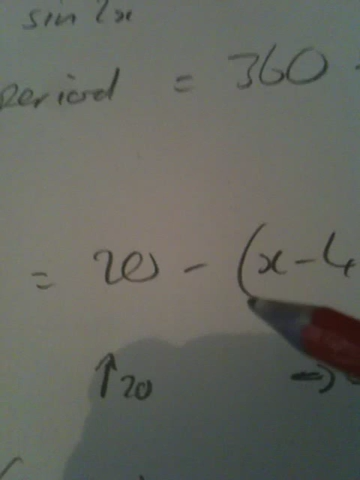 sin 2x
period = 360
= 20 - (x-4
↑20 →
(